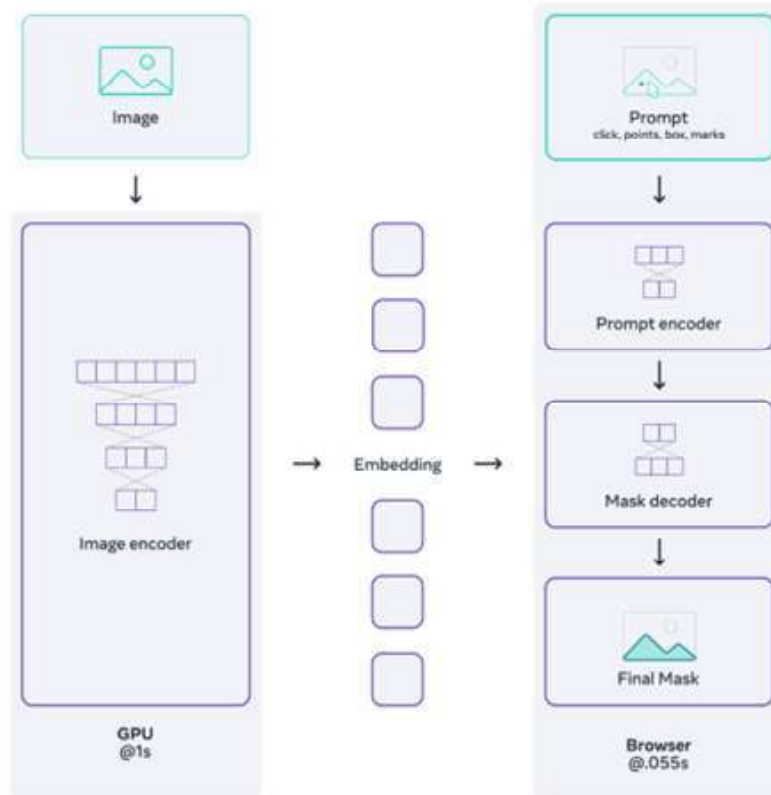 Image
GPU
@1s
Image encoder
Embedding
Prompt
click, points, box, marks
Prompt encoder
Mask decoder
Final Mask
Browser
@.055s